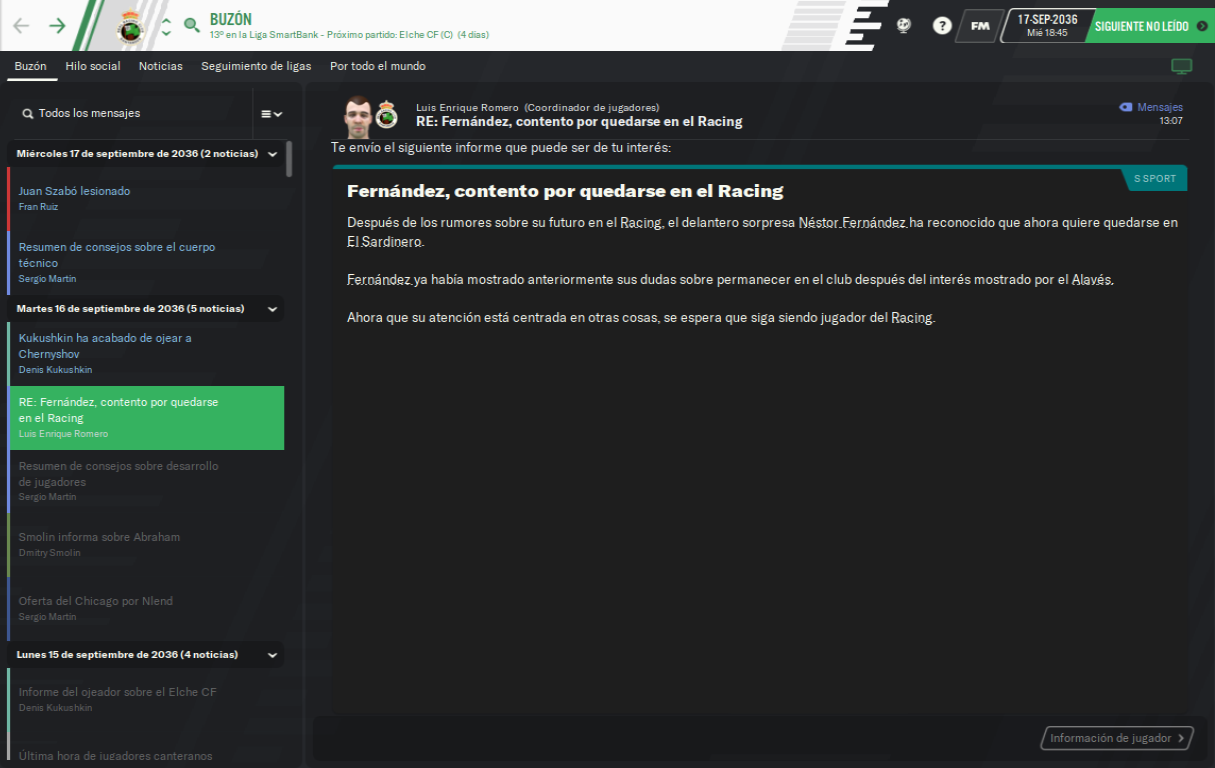 BUZÓN
13º en la Liga SmartBank - Próximo partido: Elche CF (C) (4 días)
?
FM
17-SEP-2036
Mié 18:45
SIGUIENTE NO LEÍDO
Buzón
Hilo social
Noticias
Seguimiento de ligas
Por todo el mundo
Todos los mensajes
Miércoles 17 de septiembre de 2036 (2 noticias)
Juan Szabó lesionado
Fran Ruiz
Resumen de consejos sobre el cuerpo
técnico
Sergio Martín
Martes 16 de septiembre de 2036 (5 noticias)
Kukushkin ha acabado de ojear a
Chernyshov
Denis Kukushkin
RE: Fernández, contento por quedarse
en el Racing
Luis Enrique Romero
Resumen de consejos sobre desarrollo
de jugadores
Sergio Martín
Smolin informa sobre Abraham
Dmitry Smolin
Oferta del Chicago por Nlend
Sergio Martín
Lunes 15 de septiembre de 2036 (4 noticias)
Informe del ojeador sobre el Elche CF
Denis Kukushkin
Última hora de jugadores canteranos
Luis Enrique Romero (Coordinador de jugadores)
RE: Fernández, contento por quedarse en el Racing
Mensajes
13:07
Te envío el siguiente informe que puede ser de tu interés:
S SPORT
Fernández, contento por quedarse en el Racing
Después de los rumores sobre su futuro en el Racing, el delantero sorpresa Néstor Fernández ha reconocido que ahora quiere quedarse en
El Sardinero.
Fernández ya había mostrado anteriormente sus dudas sobre permanecer en el club después del interés mostrado por el Alavés.
Ahora que su atención está centrada en otras cosas, se espera que siga siendo jugador del Racing.
Información de jugador